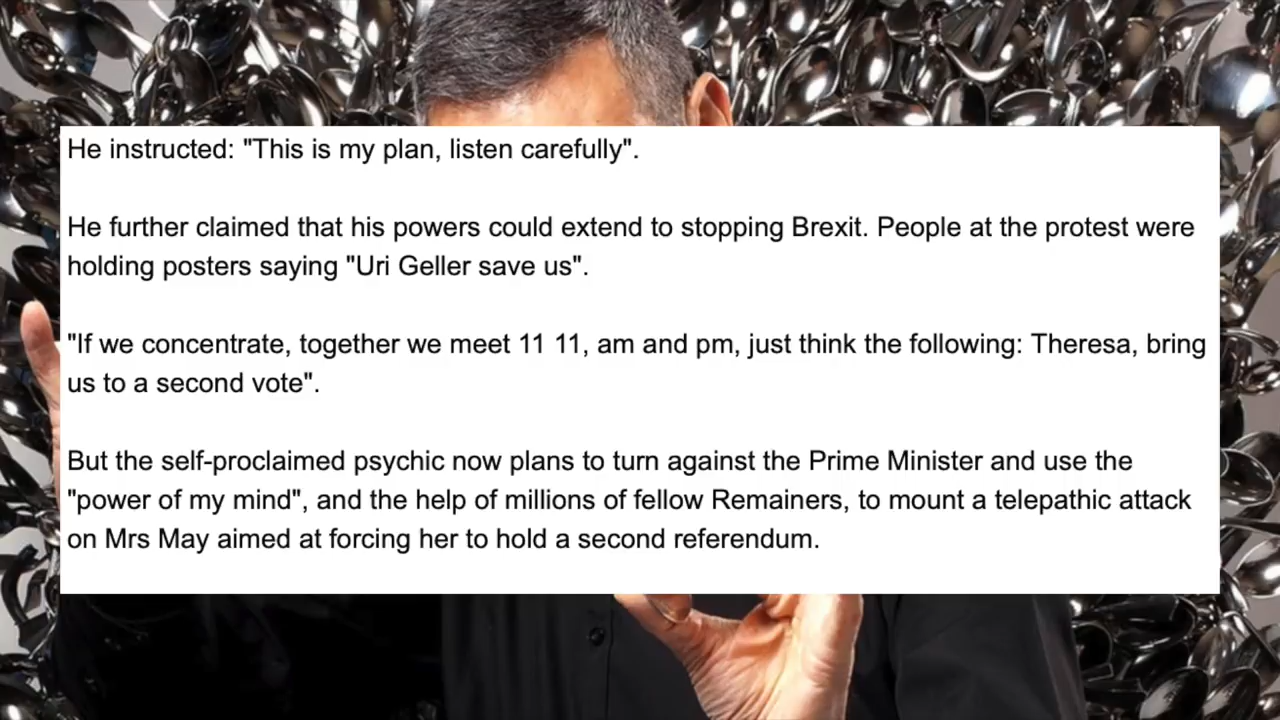 He instructed: "This is my plan, listen carefully".
He further claimed that his powers could extend to stopping Brexit. People at the protest were
holding posters saying "Uri Geller save us".
"If we concentrate, together we meet 11 11, am and pm, just think the following: Theresa, bring
us to a second vote".
But the self-proclaimed psychic now plans to turn against the Prime Minister and use the
"power of my mind", and the help of millions of fellow Remainers, to mount a telepathic attack
on Mrs May aimed at forcing her to hold a second referendum.